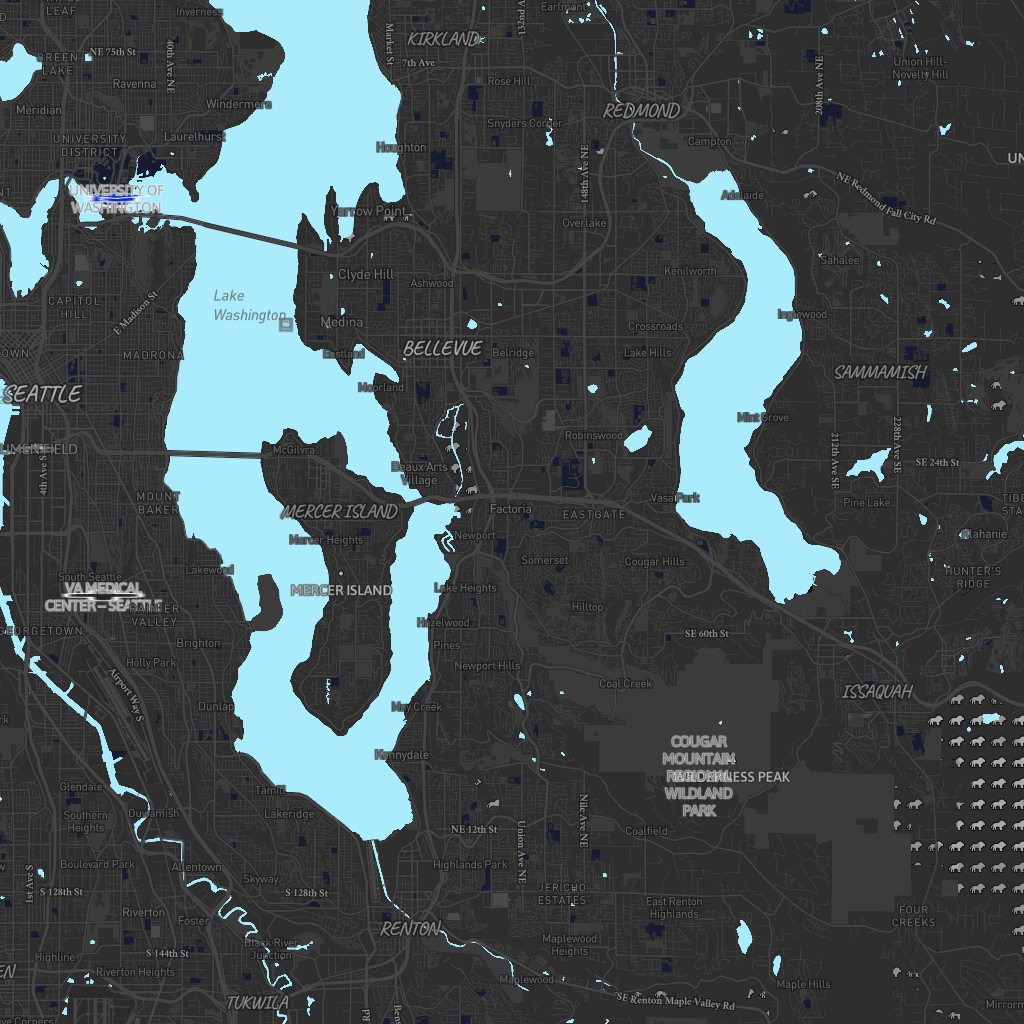 LEAF
Inverness
Earlmont
132nd A
Market St
KIRKLAND
NE 75th St
40th Ave NE
GREEN
LAKE
7th Ave
Union Hill-
Novelty Hill
208th Ave NE
Ravenna
Rose Hill
Meridian
Windermere
REDMOND
Snyders Corner
UNIVERSITY
DISTRICT
Laurelhurst
Houghton
Campton
148th Ave NE
UN
UNIVERSITY OF
WASHINGTON
Adelaide
NE Redmond Fall City Rd
Yarrow Point
Overlake
Sahalee
Clyde Hill
Ashwood
Kenilworth
Lake
Washington
CAPITOL
HILL
E Madison St
Medina
Crossroads
Inglewood
TOWN
MADRONA
Eastland
BELLEVUE
Belridge
Lake Hills
SEATTLE
Moorland
SAMMAMISH
Mint Grove
212th Ave SE
228th Ave SE
LUMENFIELD
4th Ave S
McGilvra
Robinswood
SE 24th St
Beaux Arts
Village
MOUNT
BAKER
MERCER ISLAND
Factoria
EASTGATE
Vasa Park
Pine Lake
TIBE
STA
Klahanie
Mercer Heights
Newport
Lakewood
Somerset
Cougar Hills
HUNTER'S
RIDGE
South Seattle
VA MEDICAL
CENTER – SEATTLE
MERCER ISLAND
Lake Heights
RAINIER
VALLEY
Hilltop
GEORGETOWN
Hazelwood
SE 60th St
Brighton
Pines
Holly Park
Newport Hills
Airport Way S
Coal Creek
ISSAQUAH
Dunlap
May Creek
COUGAR
MOUNTAIN
REGIONAL
WILDLAND
PARK
WILDERNESS PEAK
Kennydale
Glendale
Tamill
Southern
Heights
Duwamish
Lakeridge
NE 12th St
Union Ave NE
Nile Ave NE
Coalfield
Boulevard Park
Allentown
Highlands Park
1st Ave S
S 128th St
Skyway
S 128th St
JERICHO
ESTATES
East Renton
Highlands
Riverton
Foster
FOUR
CREEKS
RENTON
Black River
Junction
Maplewood
Heights
S 144th St
Highline
EN
Riverton Heights
Maplewood
Maple Hills
TUKWILA
SE Renton Maple Valley Rd
Mirrorm
Five Corners